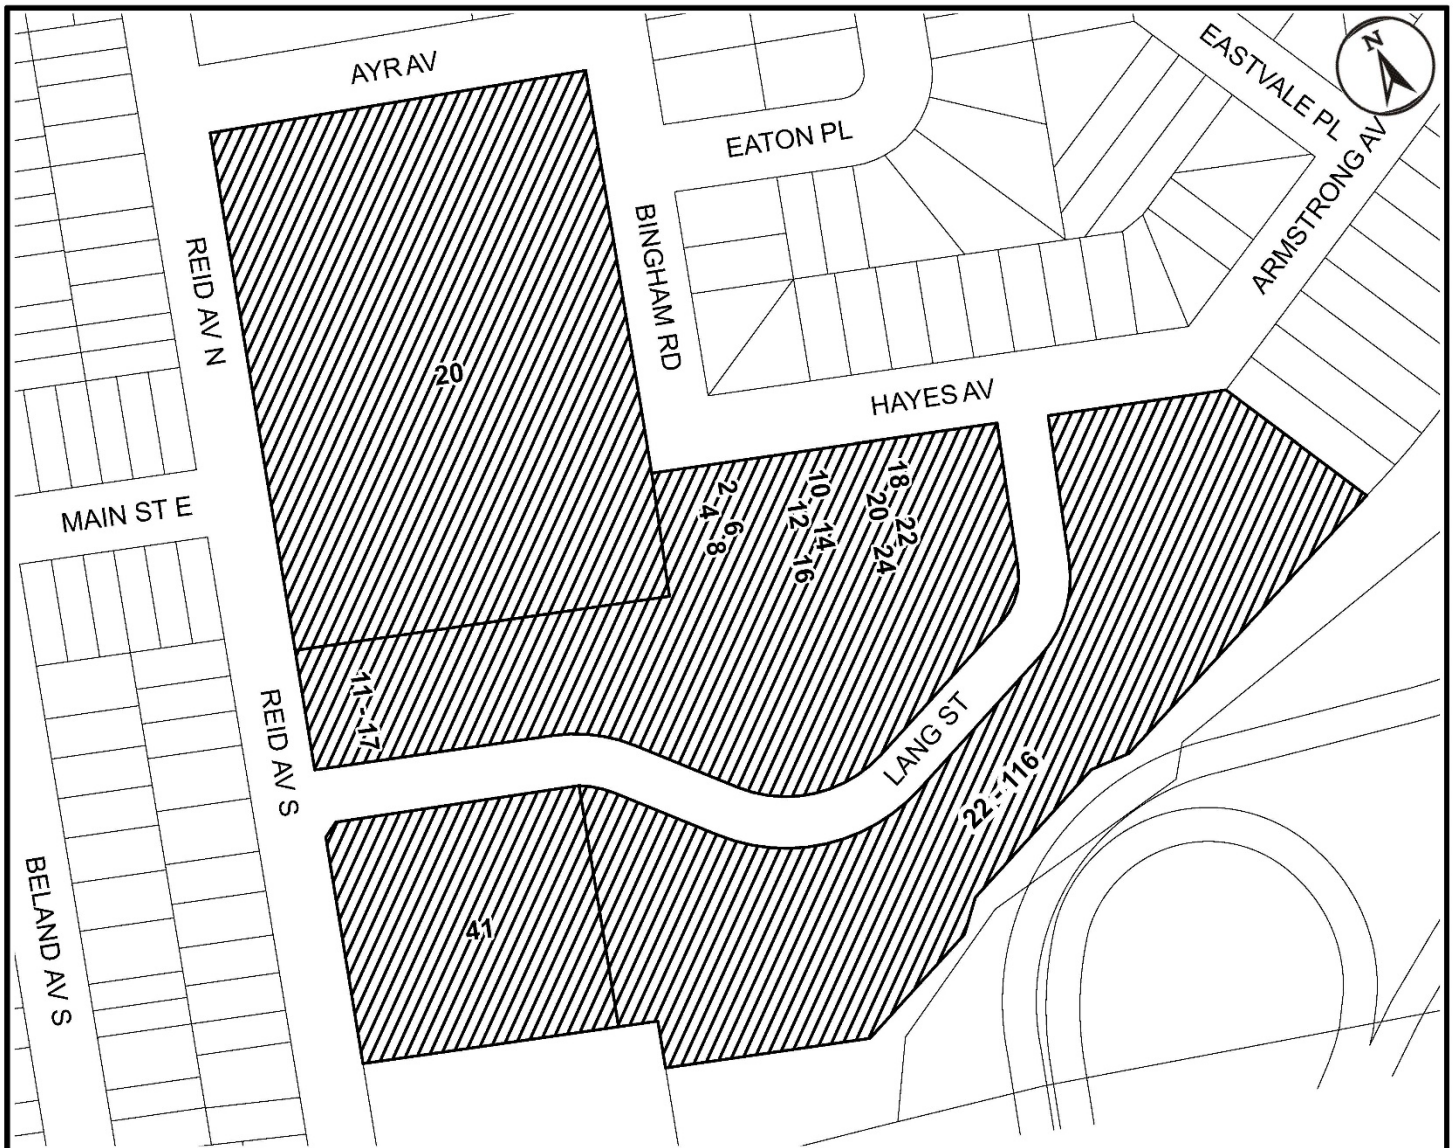 AYR AV
EASTVALE PL
N
EATON PL
ARMSTRONG AV
BINGHAM RD
REID AV N
20
HAYES AV
MAIN ST E
2 - 6
4 - 8
10 - 14
12 - 16
18 - 22
20 - 24
11 - 17
REID AV S
LANG ST
22 - 116
BELAND AV S
41